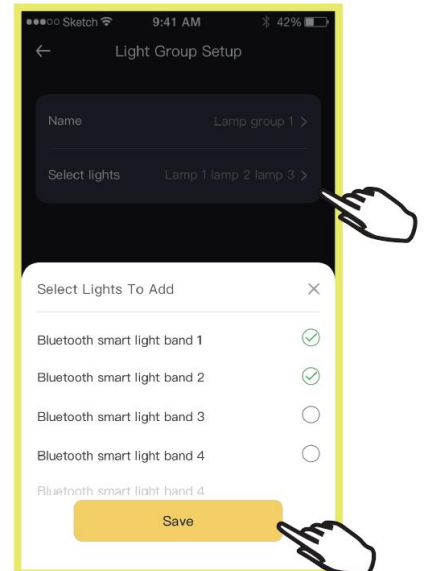 Sketch 9:41 AM 42%
Light Group Setup
Name Lamp group 1 >
Select lights Lamp 1 lamp 2 lamp 3 >
Select Lights To Add
Bluetooth smart light band 1
Bluetooth smart light band 2
Bluetooth smart light band 3
Bluetooth smart light band 4
Bluetooth smart light band 4
Save